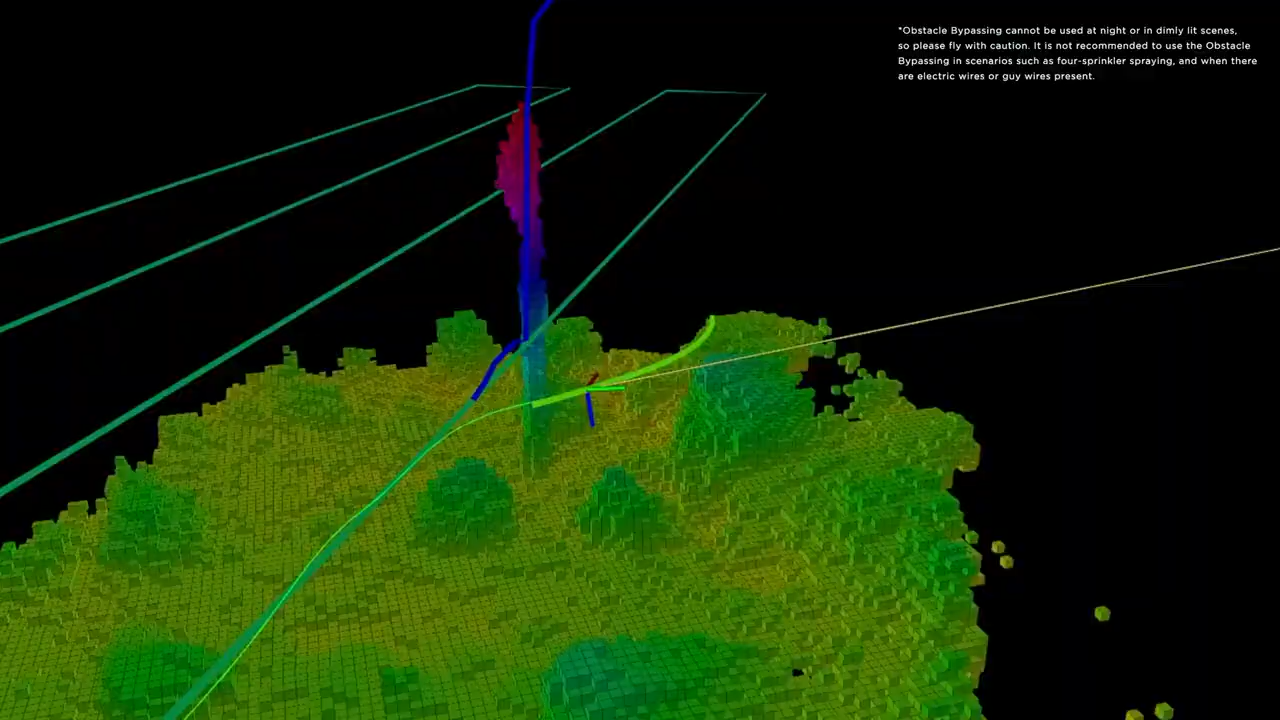 *Obstacle Bypassing cannot be used at night or in dimly lit scenes,
so please fly with caution. It is not recommended to use the Obstacle
Bypassing in scenarios such as four-sprinkler spraying, and when there
are electric wires or guy wires present.